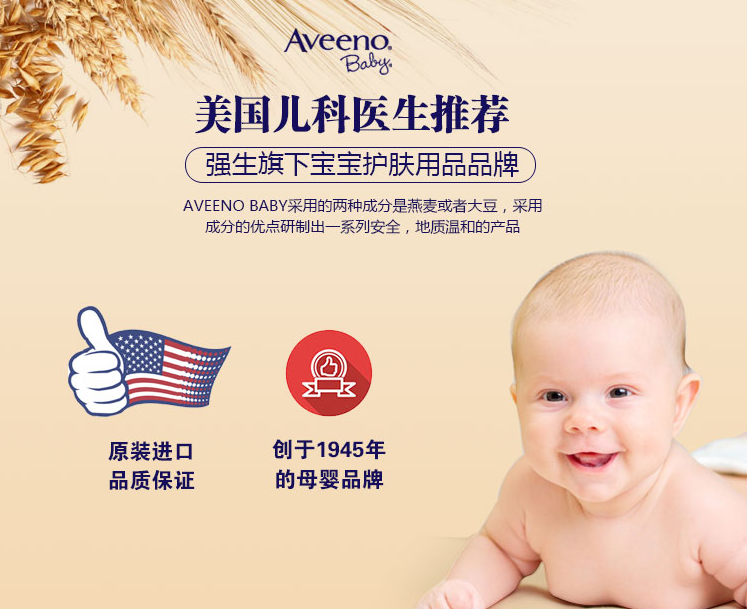 Aveeno®
Baby®
美国儿科医生推荐
强生旗下宝宝护肤用品品牌
AVEENO BABY采用的两种成分是燕麦或者大豆，采用
成分的优点研制出一系列安全，地质温和的产品
原装进口
品质保证
创于1945年
的母婴品牌